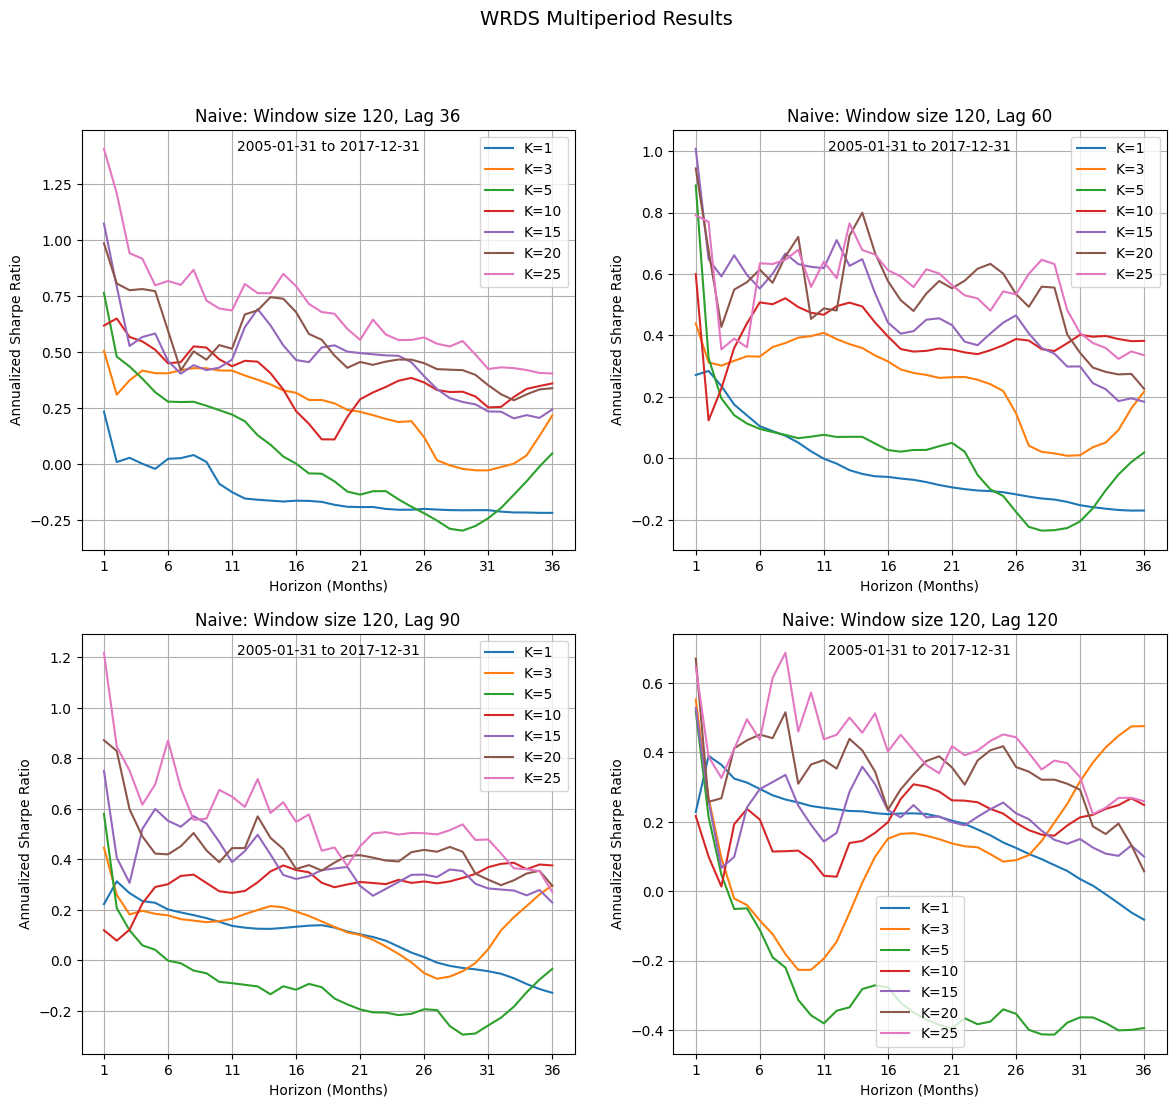 WRDS Multiperiod Results
Naive: Window size 120, Lag 36
2005-01-31 to 2017-12-31
K=1
K=3
K=5
K=10
K=15
K=20
K=25
Annualized Sharpe Ratio
1.25
1.00
0.75
0.50
0.25
0.00
−0.25
1 6 11 16 21 26 31 36
Horizon (Months)
Naive: Window size 120, Lag 60
2005-01-31 to 2017-12-31
K=1
K=3
K=5
K=10
K=15
K=20
K=25
Annualized Sharpe Ratio
1.0
0.8
0.6
0.4
0.2
0.0
−0.2
1 6 11 16 21 26 31 36
Horizon (Months)
Naive: Window size 120, Lag 90
2005-01-31 to 2017-12-31
K=1
K=3
K=5
K=10
K=15
K=20
K=25
Annualized Sharpe Ratio
1.2
1.0
0.8
0.6
0.4
0.2
0.0
−0.2
1 6 11 16 21 26 31 36
Horizon (Months)
Naive: Window size 120, Lag 120
2005-01-31 to 2017-12-31
Annualized Sharpe Ratio
0.6
0.4
0.2
0.0
−0.2
−0.4
K=1
K=3
K=5
K=10
K=15
K=20
K=25
1 6 11 16 21 26 31 36
Horizon (Months)